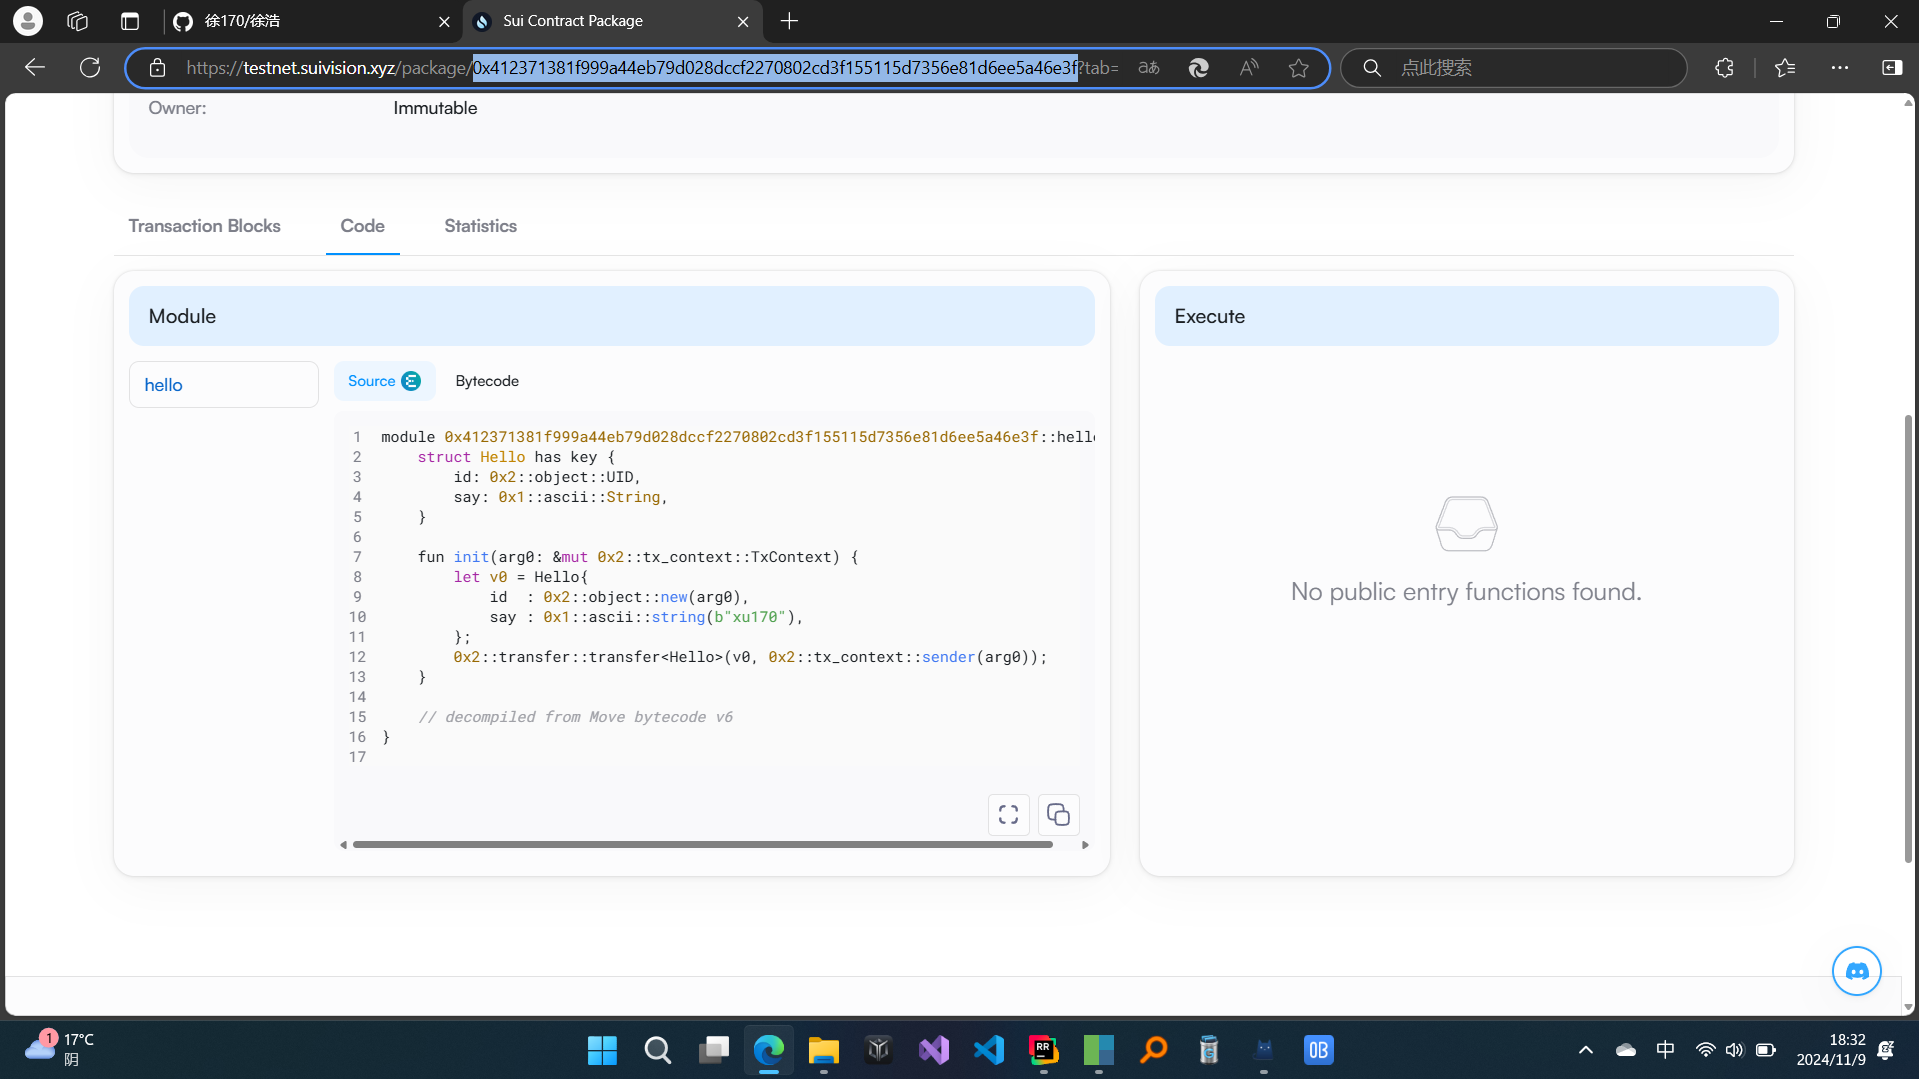 徐170/徐浩
Sui Contract Package
https://testnet.suivision.xyz/package/0x412371381f999a44eb79d028dccf2270802cd3f155115d7356e81d6ee5a46e3f?tab=
点此搜索
Owner: Immutable
Transaction Blocks Code Statistics
Module
Execute
hello
Source Bytecode
1 module 0x412371381f999a44eb79d028dccf2270802cd3f155115d7356e81d6ee5a46e3f::hello
2 struct Hello has key {
3 id: 0x2::object::UID,
4 say: 0x1::ascii::String,
5 }
6
7 fun init(arg0: &mut 0x2::tx_context::TxContext) {
8 let v0 = Hello{
9 id : 0x2::object::new(arg0),
10 say : 0x1::ascii::string(b"xu170"),
11 };
12 0x2::transfer::transfer<Hello>(v0, 0x2::tx_context::sender(arg0));
13 }
14
15 // decompiled from Move bytecode v6
16 }
17
No public entry functions found.
1
17°C
阴
RR
OB
中
18:32
2024/11/9